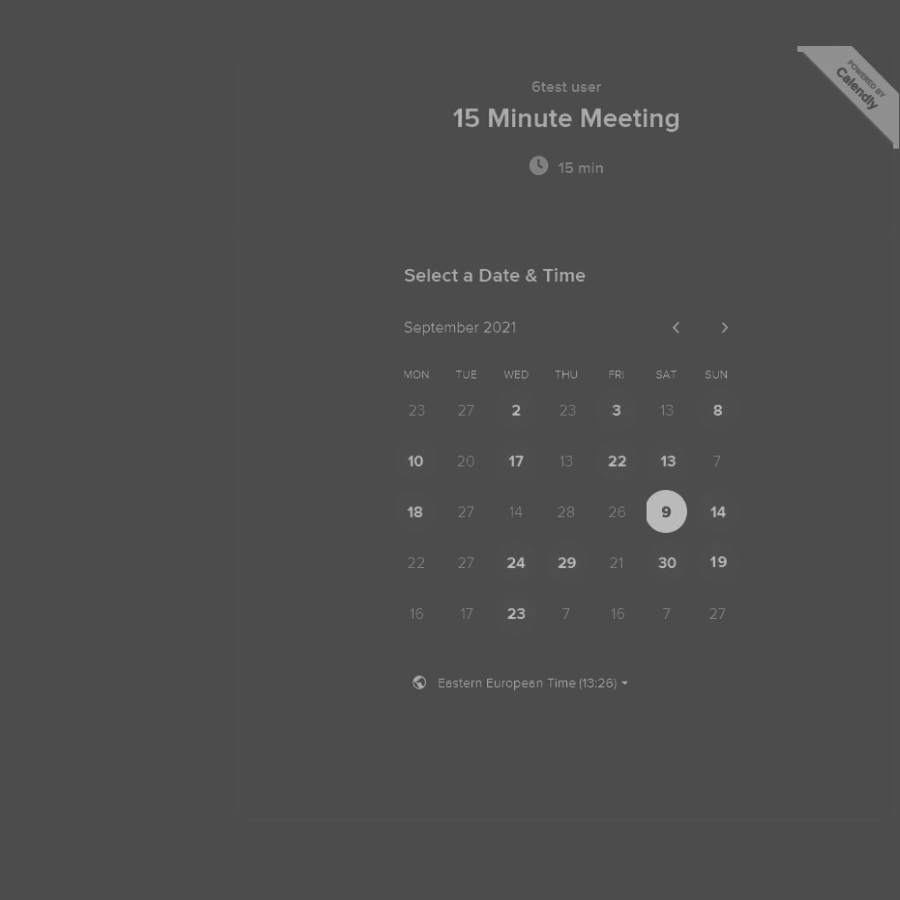 POWERED BY
Calendly
6test user
15 Minute Meeting
15 min
Select a Date & Time
September 2021
MON TUE WED THU FRI SAT SUN
23 27 2 23 3 13 8
10 20 17 13 22 13 7
18 27 14 28 26 9 14
22 27 24 29 21 30 19
16 17 23 7 16 7 27
Eastern European Time (13:26)